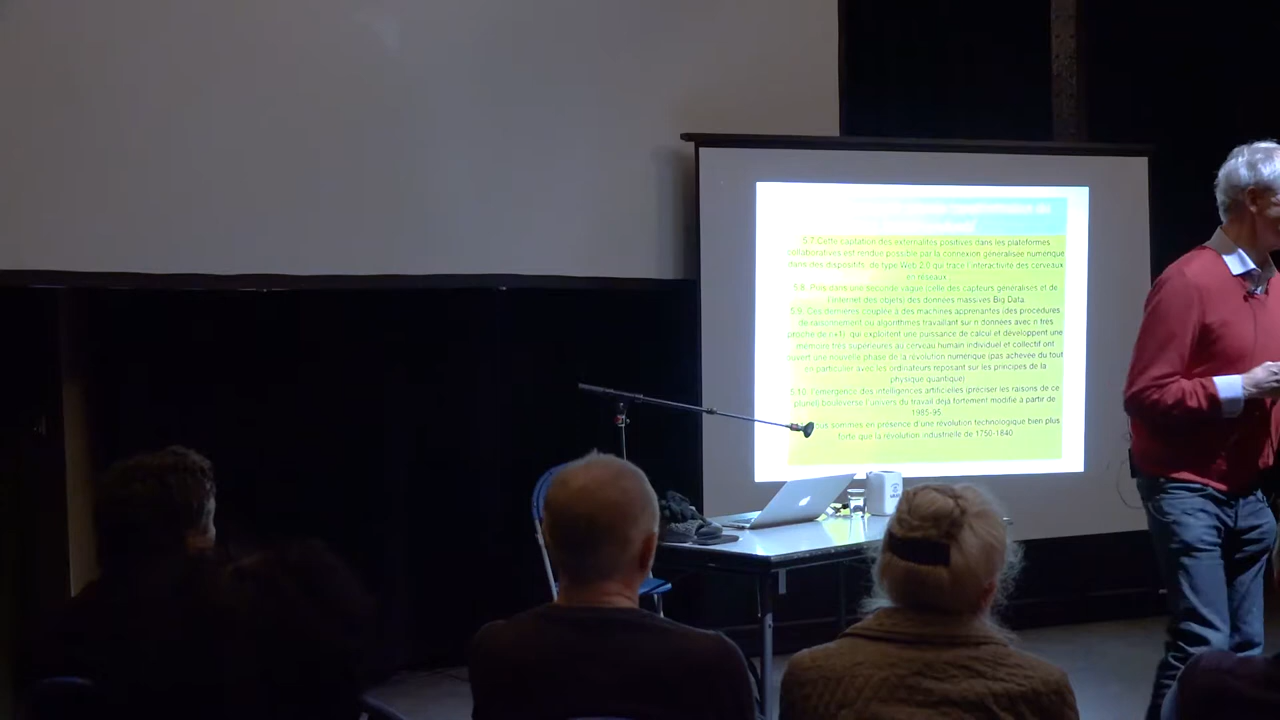 5.7 Cette captation des externalités positives dans les plateformes
collaboratives est rendue possible par la connexion généralisée numérique
dans des dispositifs de type Web 2.0 qui trace l'interactivité des cerveaux
en réseaux
5.8. Puis dans une seconde vague (celle des capteurs généralisés et de
l'Internet des objets) des données massives Big Data.
5.9. Ces dernières couplée à des machines apprenantes (des procédures
de raisonnement ou algorithmes travaillant sur n données avec n très
proche de n+1), qui exploitent une puissance de calcul et développent une
mémoire très supérieures au cerveau humain individuel et collectif ont
ouvert une nouvelle phase de la révolution numérique (pas achevée du tout
en particulier avec les ordinateurs reposant sur les principes de la
physique quantique)
5.10. l'émergence des intelligences artificielles (préciser les raisons de ce
pluriel) bouleverse l'univers du travail déjà fortement modifié à partir de
1985-95.
sommes en présence d'une révolution technologique bien plus
forte que la révolution industrielle de 1750-1840